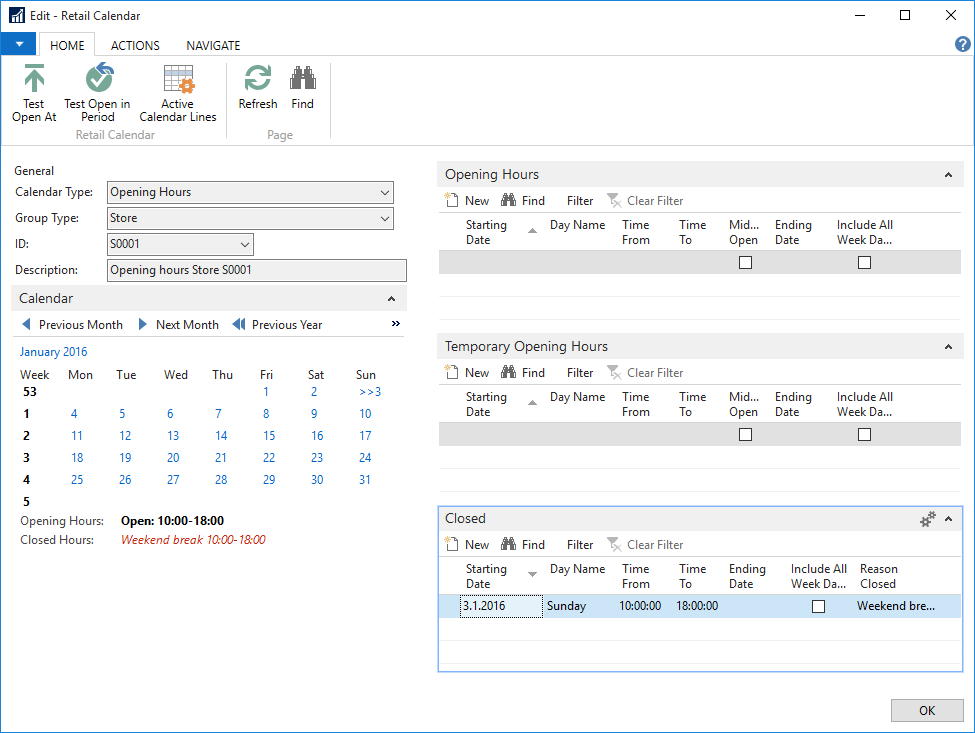 Edit - Retail Calendar
HOME ACTIONS NAVIGATE
Test Open At
Test Open in Period
Active Calendar Lines
Refresh
Find
Retail Calendar
Page
General
Calendar Type: Opening Hours
Group Type: Store
ID: S0001
Description: Opening hours Store S0001
Calendar
Previous Month Next Month Previous Year »
January 2016
Week Mon Tue Wed Thu Fri Sat Sun
53 1 2 >>3
1 4 5 6 7 8 9 10
2 11 12 13 14 15 16 17
3 18 19 20 21 22 23 24
4 25 26 27 28 29 30 31
5
Opening Hours: Open: 10:00-18:00
Closed Hours: Weekend break 10:00-18:00
Opening Hours
New Find Filter Clear Filter
Starting Date Day Name Time From Time To Mid... Open Ending Date Include All Week Da...
Temporary Opening Hours
New Find Filter Clear Filter
Starting Date Day Name Time From Time To Mid... Open Ending Date Include All Week Da...
Closed
New Find Filter Clear Filter
Starting Date Day Name Time From Time To Ending Date Include All Week Da... Reason Closed
3.1.2016 Sunday 10:00:00 18:00:00 Weekend bre...
OK